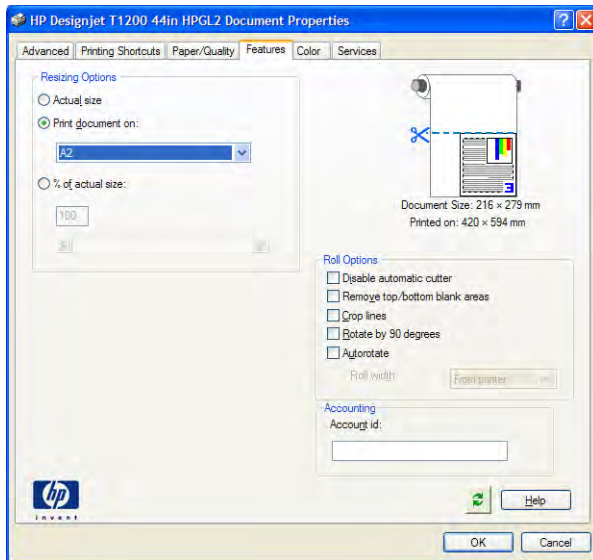 HP Designjet T1200 44in HPGL2 Document Properties
Advanced Printing Shortcuts Paper/Quality Features Color Services
Resizing Options
Actual size
Print document on:
A2
% of actual size:
100
3
Document Size: 216 × 279 mm
Printed on: 420 × 594 mm
Roll Options
Disable automatic cutter
Remove top/bottom blank areas
Crop lines
Rotate by 90 degrees
Autorotate
Roll width: From printer
Accounting
Account id:
hp
invent
Help
OK Cancel